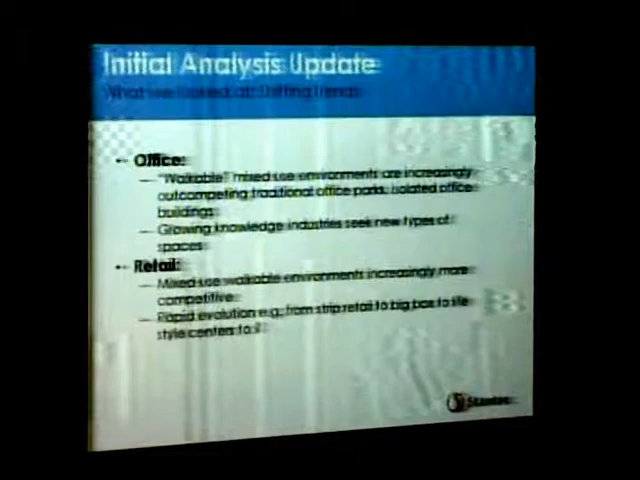 Initial Analysis Update
What we looked at: Shifting trends
Office:
"Walkable" mixed use environments are increasingly
outcompeting traditional office parks, isolated office
buildings
Growing knowledge industries seek new types of
spaces
Retail:
Mixed use walkable environments increasingly more
competitive
Rapid evolution e.g. from strip retail to big box to life
style centers to
Stantec